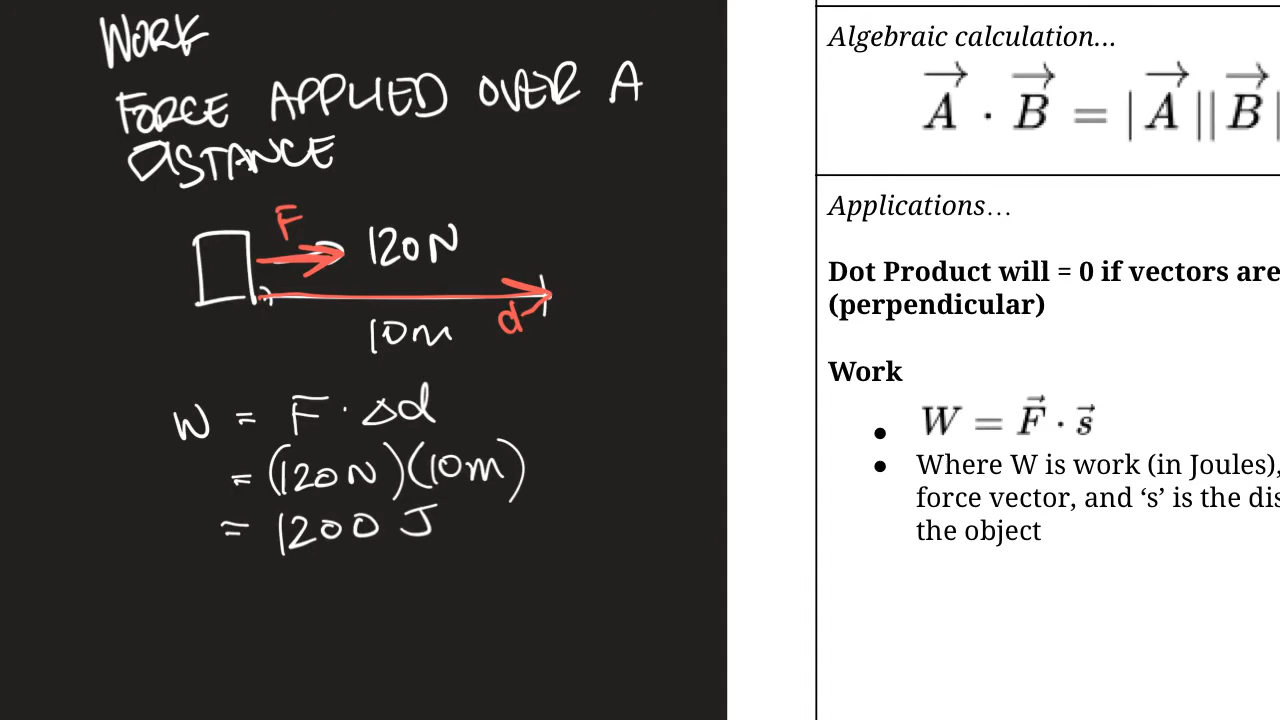 WORK
FORCE APPLIED OVER A
DISTANCE
F
120N
d
10m
W = F · Δd
= (120N)(10m)
= 1200 J
Algebraic calculation...
A · B = |A||B|
Applications...
Dot Product will = 0 if vectors are
(perpendicular)
Work
● W = F · s
● Where W is work (in Joules),
force vector, and ‘s’ is the dis
the object